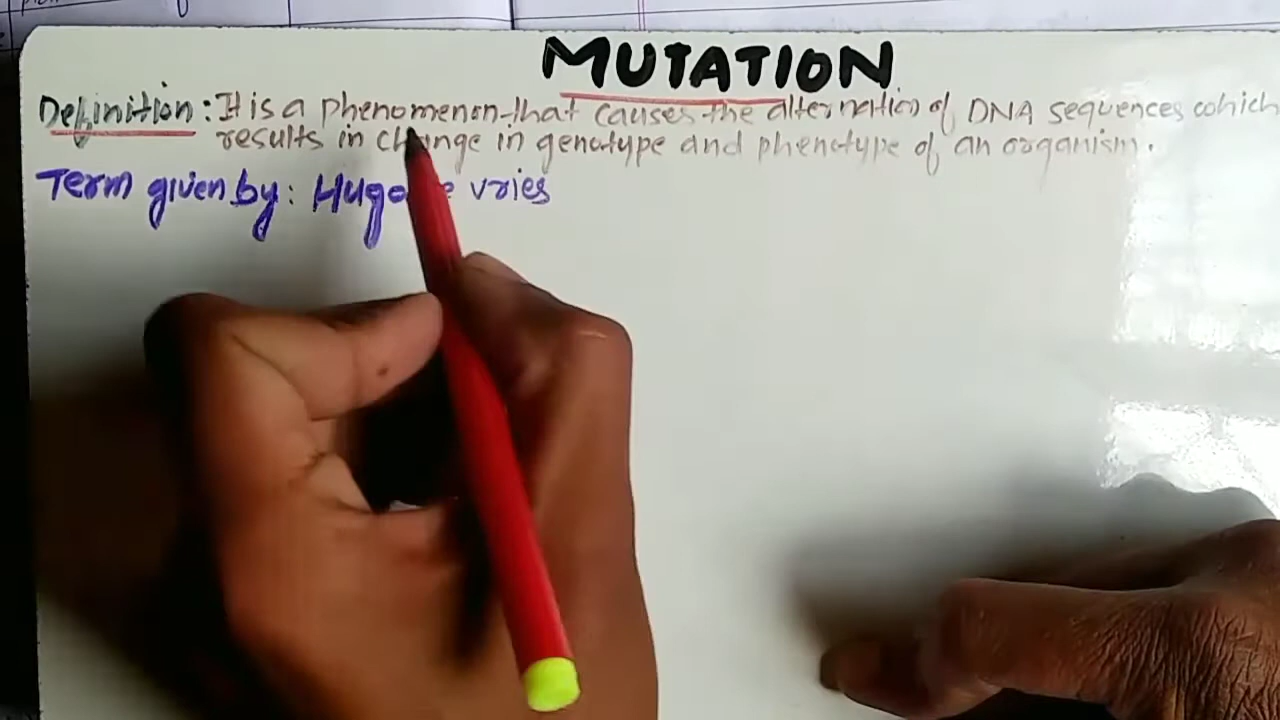 MUTATION
Definition: It is a phenomenon that causes the alternation of DNA sequences which
results in change in genotype and phenotype of an organism.
Term given by: Hugo vries